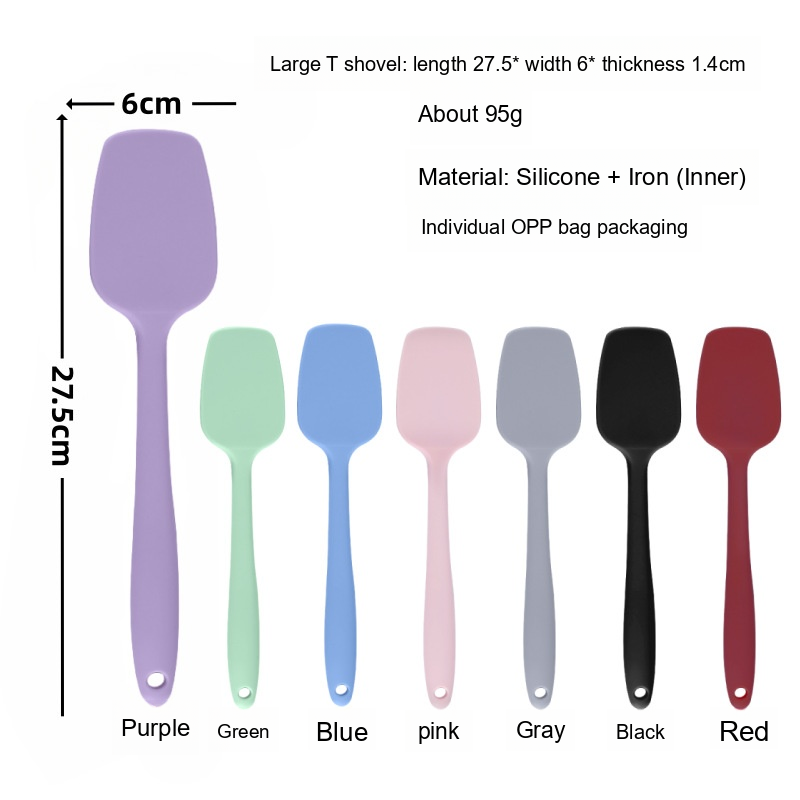 Large T shovel: length 27.5* width 6* thickness 1.4cm
6cm
About 95g
Material: Silicone + Iron (Inner)
Individual OPP bag packaging
27.5cm
Purple
Green
Blue
pink
Gray
Black
Red